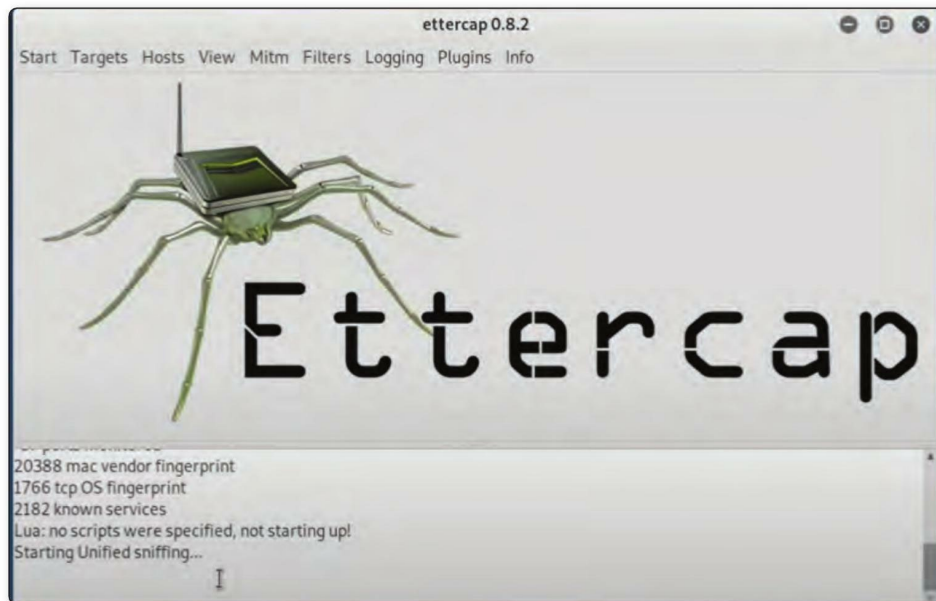 ettercap 0.8.2
Start Targets Hosts View Mitm Filters Logging Plugins Info
Ettercap
20388 mac vendor fingerprint
1766 tcp OS fingerprint
2182 known services
Lua: no scripts were specified, not starting up!
Starting Unified sniffing...